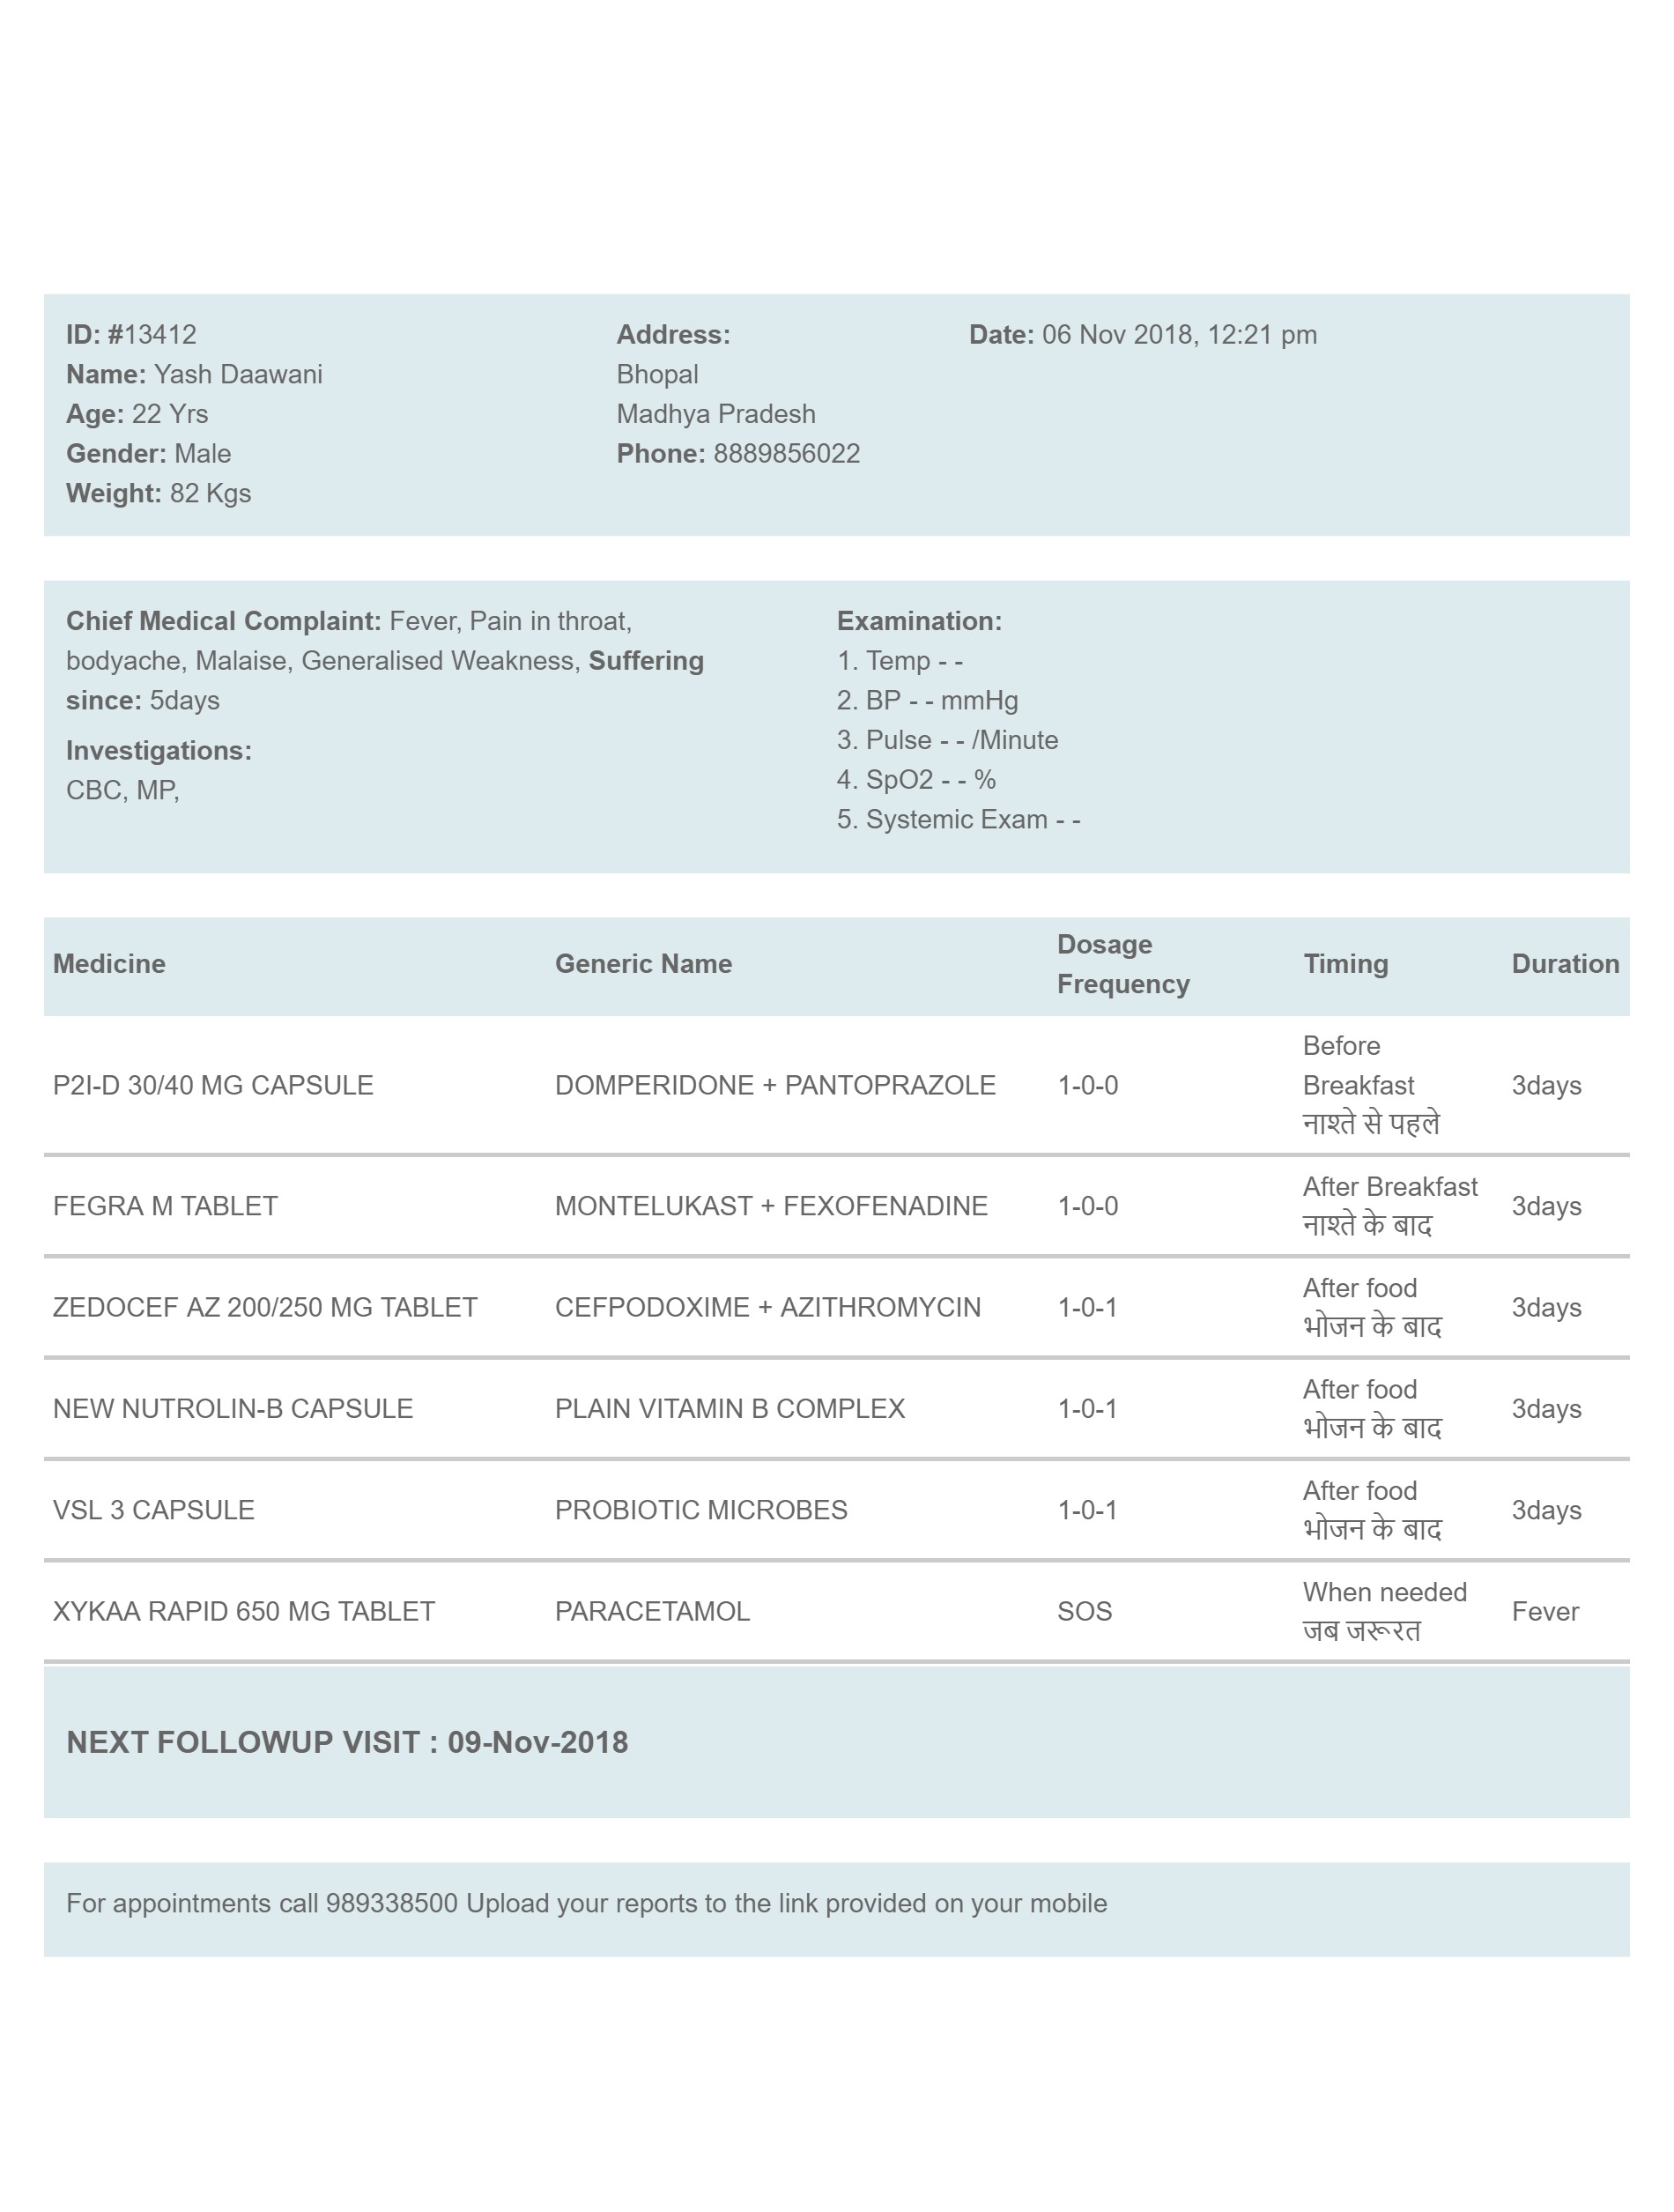 ID: #13412
Name: Yash Daawani
Age: 22 Yrs
Gender: Male
Weight: 82 Kgs
Address:
Bhopal
Madhya Pradesh
Phone: 8889856022
Date: 06 Nov 2018, 12:21 pm
Chief Medical Complaint: Fever, Pain in throat,
bodyache, Malaise, Generalised Weakness, Suffering
since: 5days
Investigations:
CBC, MP,
Examination:
1. Temp - -
2. BP - - mmHg
3. Pulse - - /Minute
4. SpO2 - - %
5. Systemic Exam - -
Medicine Generic Name Dosage Frequency Timing Duration
P2I-D 30/40 MG CAPSULE DOMPERIDONE + PANTOPRAZOLE 1-0-0 Before Breakfast नाश्ते से पहले 3days
FEGRA M TABLET MONTELUKAST + FEXOFENADINE 1-0-0 After Breakfast नाश्ते के बाद 3days
ZEDOCEF AZ 200/250 MG TABLET CEFPODOXIME + AZITHROMYCIN 1-0-1 After food भोजन के बाद 3days
NEW NUTROLIN-B CAPSULE PLAIN VITAMIN B COMPLEX 1-0-1 After food भोजन के बाद 3days
VSL 3 CAPSULE PROBIOTIC MICROBES 1-0-1 After food भोजन के बाद 3days
XYKAA RAPID 650 MG TABLET PARACETAMOL SOS When needed जब जरूरत Fever
NEXT FOLLOWUP VISIT : 09-Nov-2018
For appointments call 989338500 Upload your reports to the link provided on your mobile